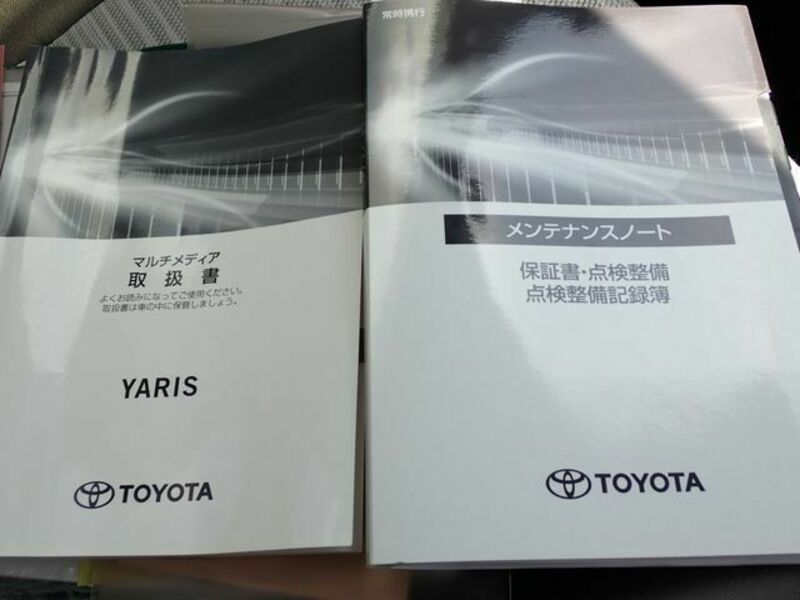 マルチメディア
取扱書
よくお読みになってご使用ください。
取扱書は車の中に保管しましょう。
YARIS
TOYOTA
常時携行
メンテナンスノート
保証書・点検整備
点検整備記録簿
TOYOTA